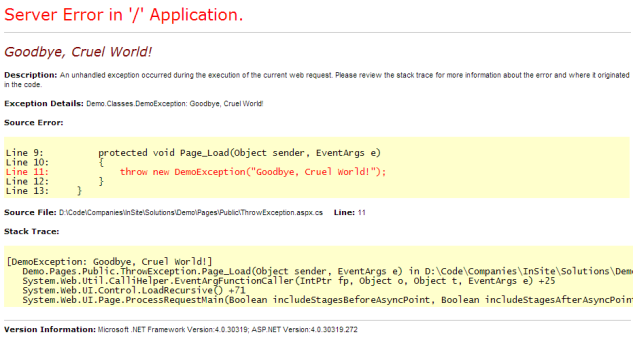 Server Error in '/' Application.
Goodbye, Cruel World!
Description: An unhandled exception occurred during the execution of the current web request. Please review the stack trace for more information about the error and where it originated
in the code.
Exception Details: Demo.Classes.DemoException: Goodbye, Cruel World!
Source Error:
Line 9:         protected void Page_Load(Object sender, EventArgs e)
Line 10:        {
Line 11:            throw new DemoException("Goodbye, Cruel World!");
Line 12:        }
Line 13:    }
Source File: D:\Code\Companies\InSite\Solutions\Demo\Pages\Public\ThrowException.aspx.cs    Line: 11
Stack Trace:
[DemoException: Goodbye, Cruel World!]
   Demo.Pages.Public.ThrowException.Page_Load(Object sender, EventArgs e) in D:\Code\Companies\InSite\Solutions\Demo
   System.Web.Util.CalliHelper.EventArgFunctionCaller(IntPtr fp, Object o, Object t, EventArgs e) +25
   System.Web.UI.Control.LoadRecursive() +71
   System.Web.UI.Page.ProcessRequestMain(Boolean includeStagesBeforeAsyncPoint, Boolean includeStagesAfterAsyncPoint
Version Information: Microsoft .NET Framework Version:4.0.30319; ASP.NET Version:4.0.30319.272